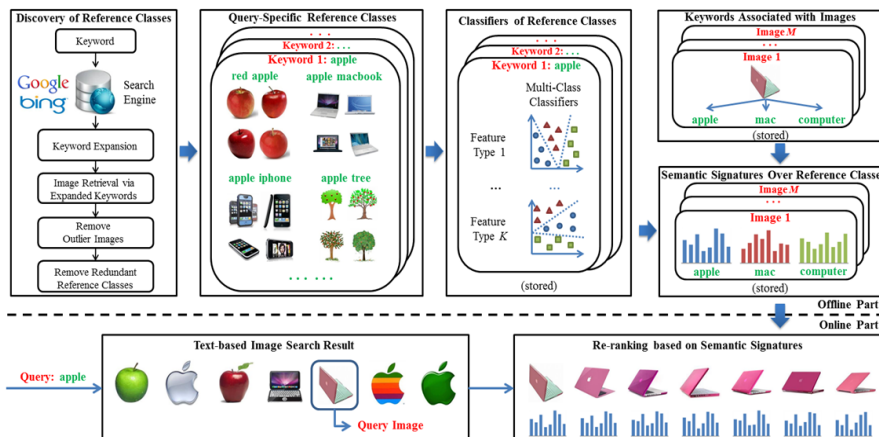 Discovery of Reference Classes
Keyword
Google
bing
Search
Engine
Keyword Expansion
Image Retrieval via
Expanded Keywords
Remove
Outlier Images
Remove Redundant
Reference Classes
Query-Specific Reference Classes
. . .
Keyword 2: . . .
Keyword 1: apple
red apple apple macbook
apple iphone apple tree
. . . . . .
Classifiers of Reference Classes
. . .
Keyword 2: . . .
Keyword 1: apple
Multi-Class
Classifiers
Feature
Type 1
... ...
Feature
Type K
(stored)
Keywords Associated with Images
Image M
. . .
Image 1
apple mac computer
(stored)
Semantic Signatures Over Reference Classe
Image M
. . .
Image 1
apple mac computer
(stored)
Offline Part
Online Part
Query: apple
Text-based Image Search Result
Query Image
Re-ranking based on Semantic Signatures